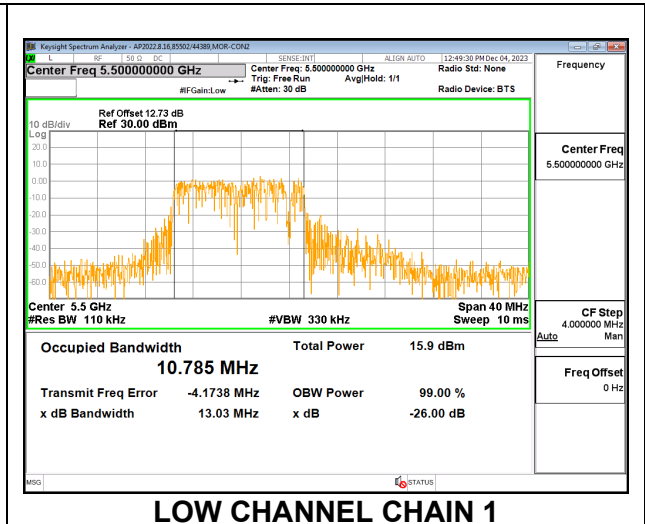 Keysight Spectrum Analyzer - AP2022.8.16,85502/44389,MOR-CON2
L RF 50 Ω DC SENSE:INT ALIGN AUTO 12:49:30 PM Dec 04, 2023
Center Freq 5.500000000 GHz
Center Freq: 5.500000000 GHz
Radio Std: None
Trig: Free Run Avg|Hold: 1/1
#IFGain:Low #Atten: 30 dB Radio Device: BTS
Frequency
Ref Offset 12.73 dB
10 dB/div Ref 30.00 dBm
Log
20.0
10.0
0.00
-10.0
-20.0
-30.0
-40.0
-50.0
-60.0
Center 5.5 GHz Span 40 MHz
#Res BW 110 kHz #VBW 330 kHz Sweep 10 ms
Occupied Bandwidth Total Power 15.9 dBm
10.785 MHz
Transmit Freq Error -4.1738 MHz OBW Power 99.00 %
x dB Bandwidth 13.03 MHz x dB -26.00 dB
Center Freq
5.500000000 GHz
CF Step
4.000000 MHz
Auto Man
Freq Offset
0 Hz
MSG STATUS
LOW CHANNEL CHAIN 1